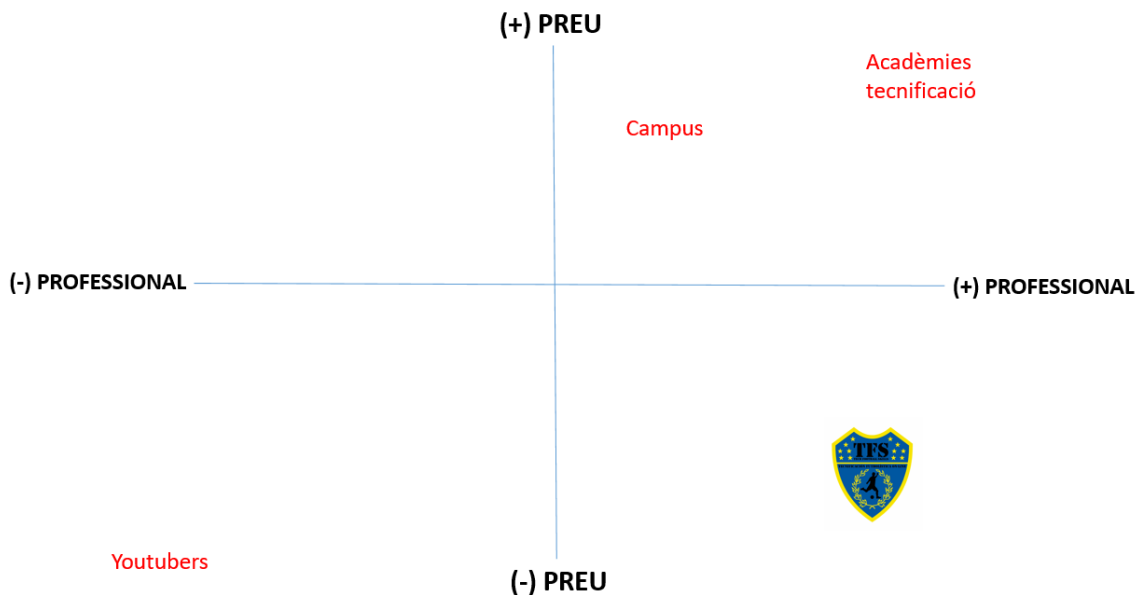 (+) PREU
Acadèmies
tecnificació
Campus
(-) PROFESSIONAL
(+) PROFESSIONAL
TFS
Youtubers
(-) PREU